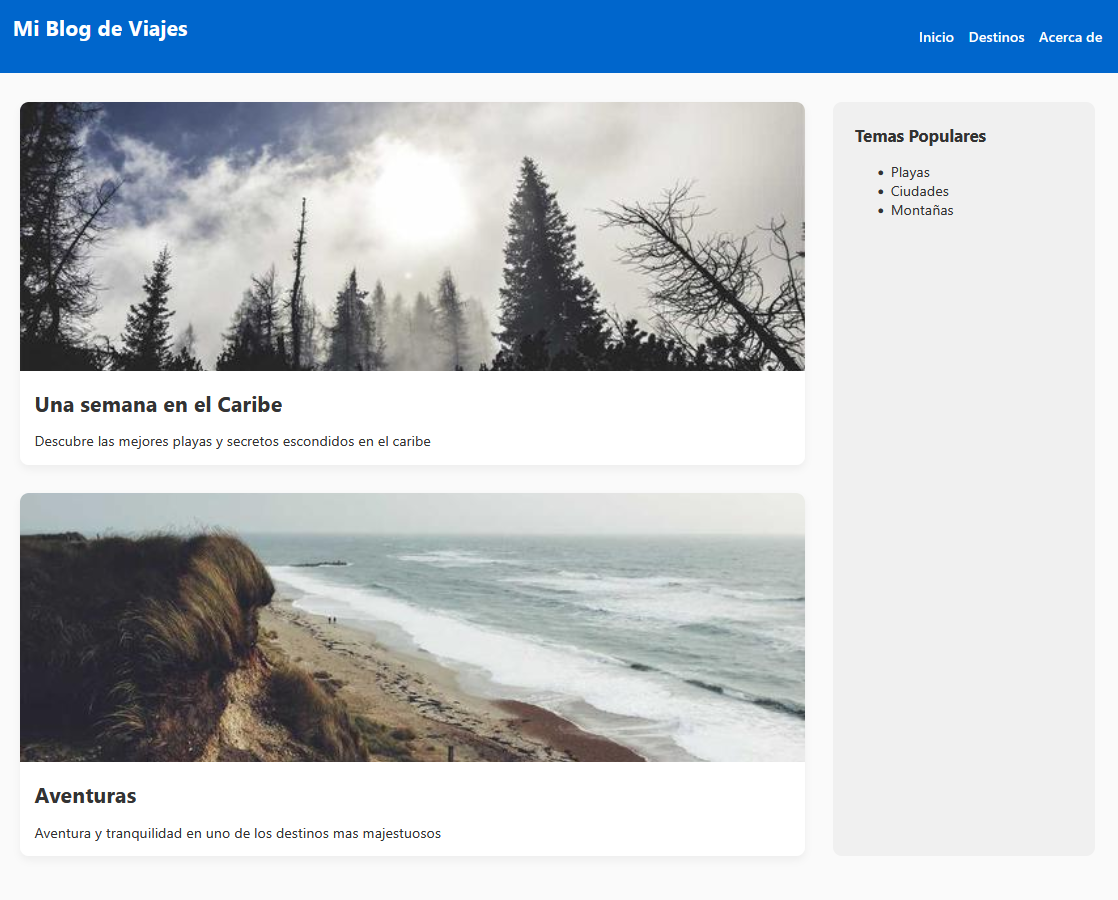 Mi Blog de Viajes
Inicio Destinos Acerca de
Una semana en el Caribe
Descubre las mejores playas y secretos escondidos en el caribe
Aventuras
Aventura y tranquilidad en uno de los destinos mas majestuosos
Temas Populares
Playas
Ciudades
Montañas